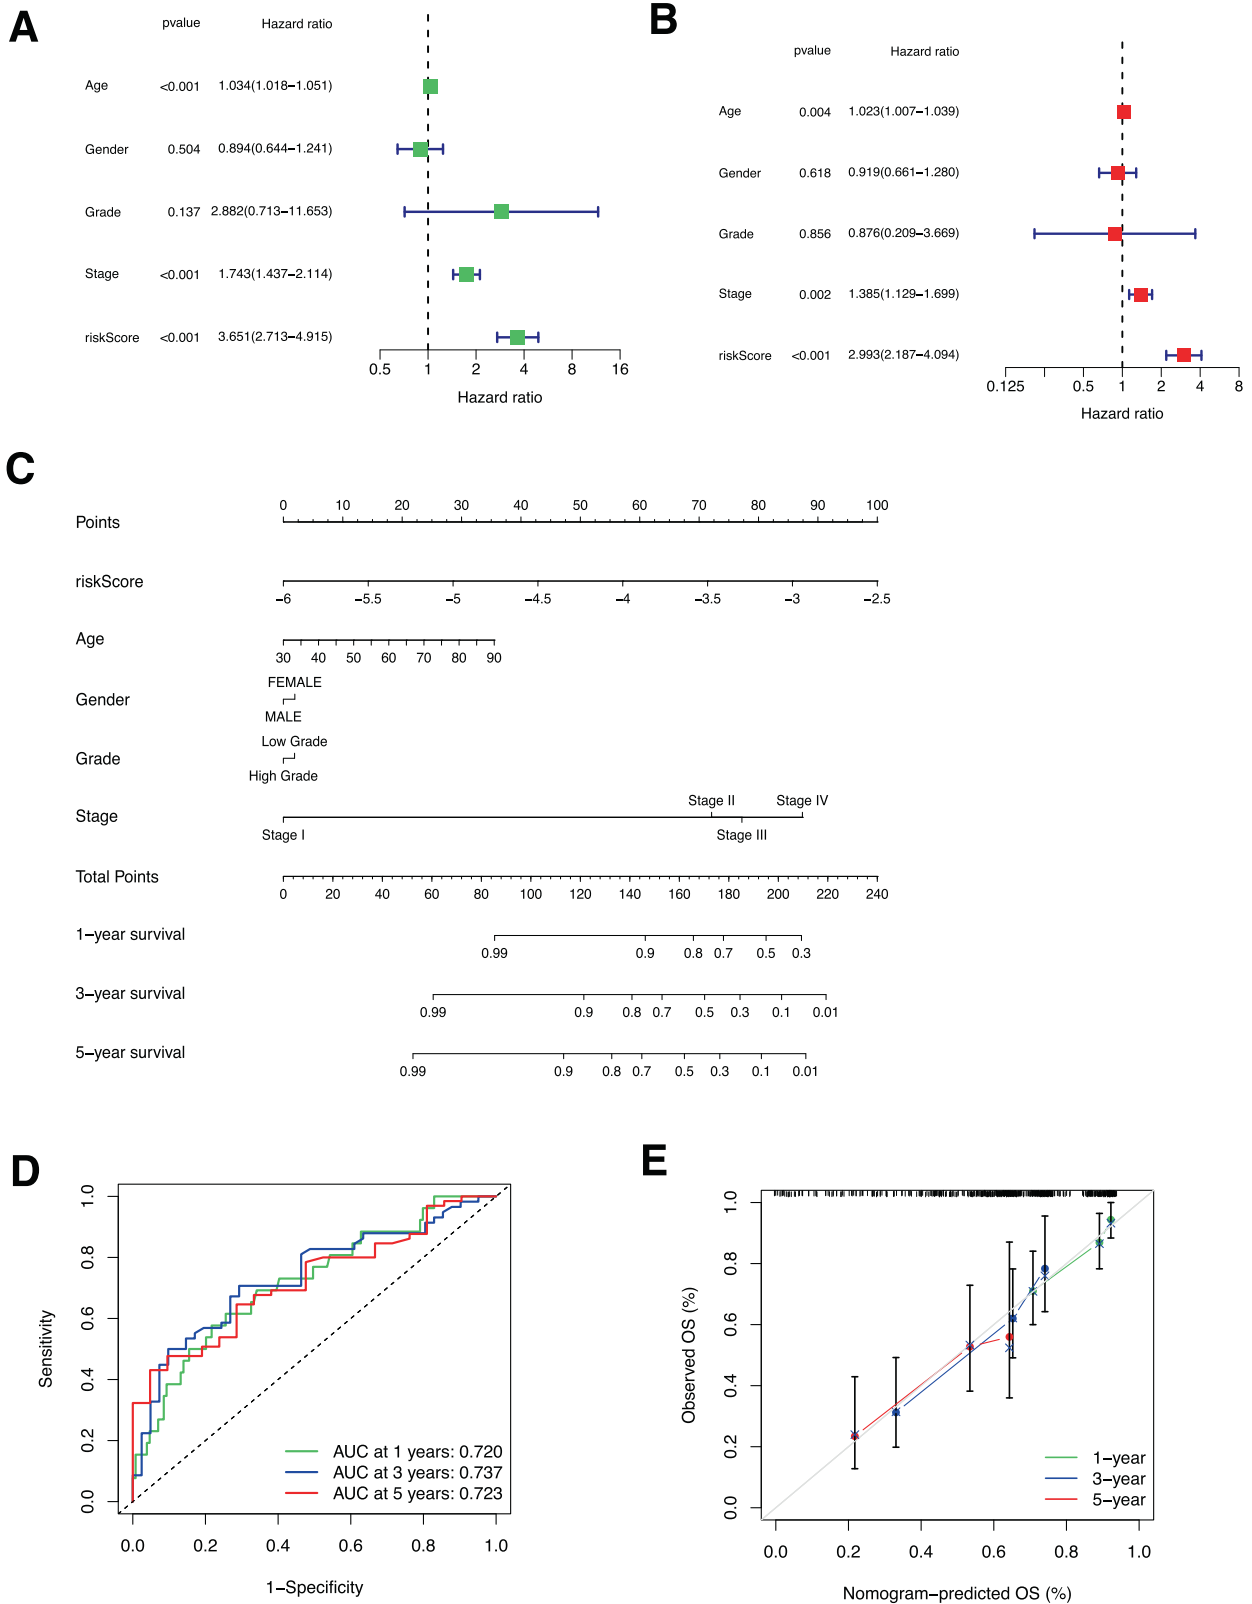 A
pvalue Hazard ratio
Age <0.001 1.034(1.018−1.051)
Gender 0.504 0.894(0.644−1.241)
Grade 0.137 2.882(0.713−11.653)
Stage <0.001 1.743(1.437−2.114)
riskScore <0.001 3.651(2.713−4.915)
0.5 1 2 4 8 16
Hazard ratio
B
pvalue Hazard ratio
Age 0.004 1.023(1.007−1.039)
Gender 0.618 0.919(0.661−1.280)
Grade 0.856 0.876(0.209−3.669)
Stage 0.002 1.385(1.129−1.699)
riskScore <0.001 2.993(2.187−4.094)
0.125 0.5 1 2 4 8
Hazard ratio
C
0 10 20 30 40 50 60 70 80 90 100
Points
riskScore
−6 −5.5 −5 −4.5 −4 −3.5 −3 −2.5
Age
30 40 50 60 70 80 90
FEMALE
Gender
MALE
Low Grade
Grade
High Grade
Stage II Stage IV
Stage
Stage I Stage III
Total Points
0 20 40 60 80 100 120 140 160 180 200 220 240
1−year survival
0.99 0.9 0.8 0.7 0.5 0.3
3−year survival
0.99 0.9 0.8 0.7 0.5 0.3 0.1 0.01
5−year survival
0.99 0.9 0.8 0.7 0.5 0.3 0.1 0.01
D
1.0
0.8
0.6
0.4
0.2
0.0
Sensitivity
AUC at 1 years: 0.720
AUC at 3 years: 0.737
AUC at 5 years: 0.723
0.0 0.2 0.4 0.6 0.8 1.0
1−Specificity
E
1.0
0.8
0.6
0.4
0.2
0.0
Observed OS (%)
1−year
3−year
5−year
0.0 0.2 0.4 0.6 0.8 1.0
Nomogram−predicted OS (%)